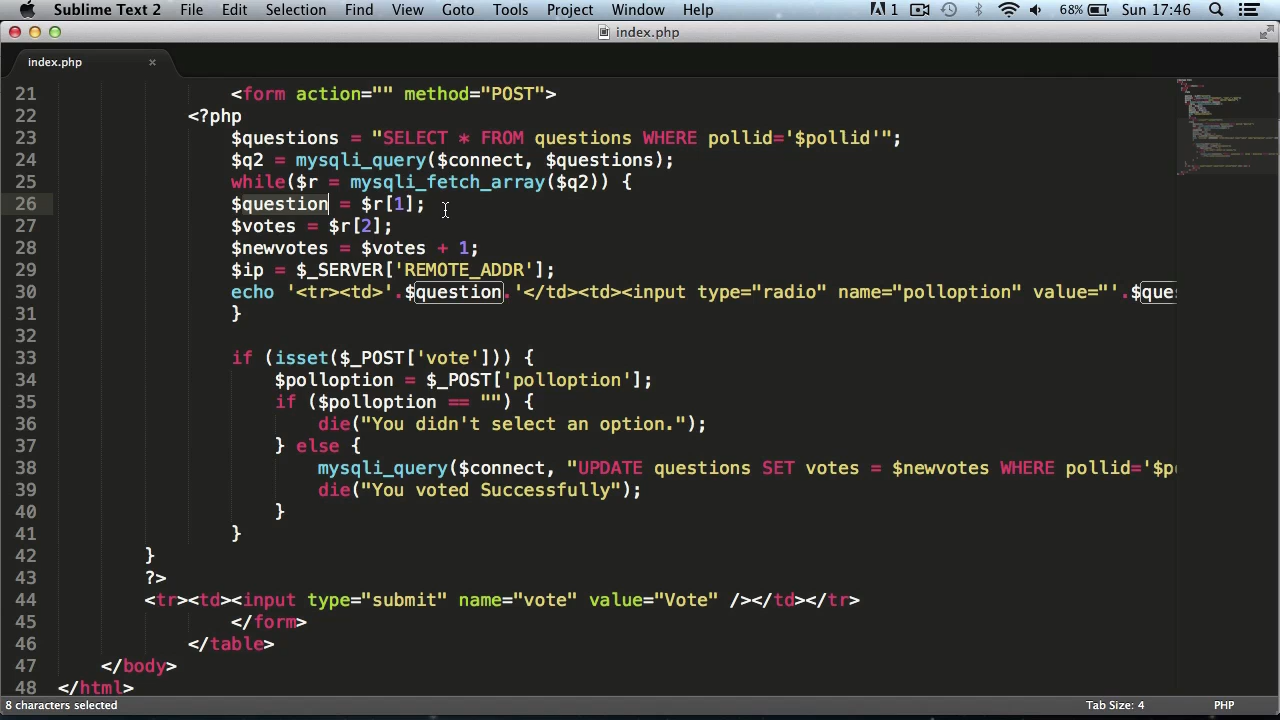 Sublime Text 2 File Edit Selection Find View Goto Tools Project Window Help 1 68% Sun 17:46
index.php
index.php ×
21 <form action="" method="POST">
22 <?php
23 $questions = "SELECT * FROM questions WHERE pollid='$pollid'";
24 $q2 = mysqli_query($connect, $questions);
25 while($r = mysqli_fetch_array($q2)) {
26 $question = $r[1];
27 $votes = $r[2];
28 $newvotes = $votes + 1;
29 $ip = $_SERVER['REMOTE_ADDR'];
30 echo '<tr><td>'.$question.'</td><td><input type="radio" name="polloption" value="'.$ques
31 }
32
33 if (isset($_POST['vote'])) {
34 $polloption = $_POST['polloption'];
35 if ($polloption == "") {
36 die("You didn't select an option.");
37 } else {
38 mysqli_query($connect, "UPDATE questions SET votes = $newvotes WHERE pollid='$p
39 die("You voted Successfully");
40 }
41 }
42 }
43 ?>
44 <tr><td><input type="submit" name="vote" value="Vote" /></td></tr>
45 </form>
46 </table>
47 </body>
48 </html>
8 characters selected Tab Size: 4 PHP